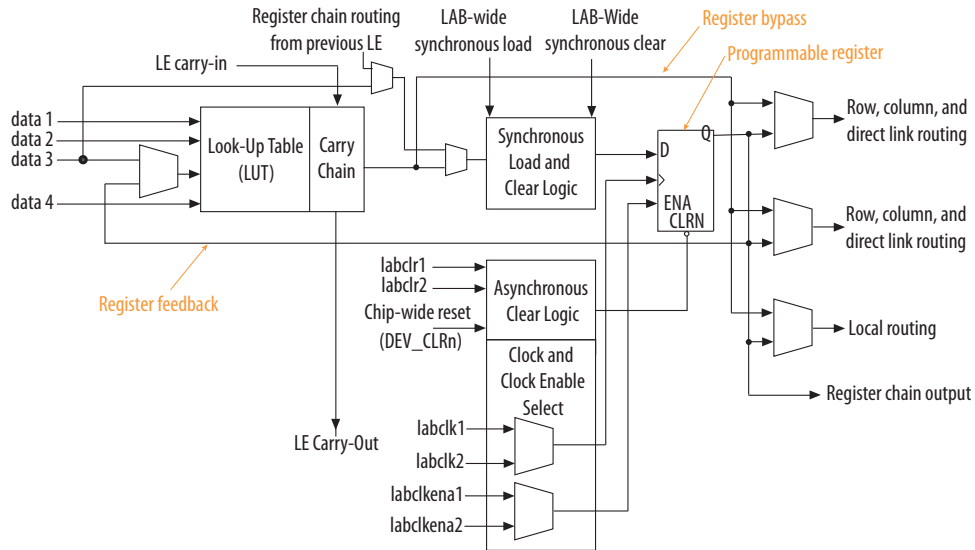 Register chain routing
from previous LE
LAB-wide
synchronous load
LAB-Wide
synchronous clear
Register bypass
Programmable register
LE carry-in
data 1
data 2
data 3
data 4
Look-Up Table
(LUT)
Carry
Chain
Synchronous
Load and
Clear Logic
D
Q
ENA
CLRN
Row, column, and
direct link routing
Row, column, and
direct link routing
Register feedback
labclr1
labclr2
Chip-wide reset
(DEV_CLRn)
Asynchronous
Clear Logic
Local routing
Clock and
Clock Enable
Select
Register chain output
LE Carry-Out
labclk1
labclk2
labclkena1
labclkena2